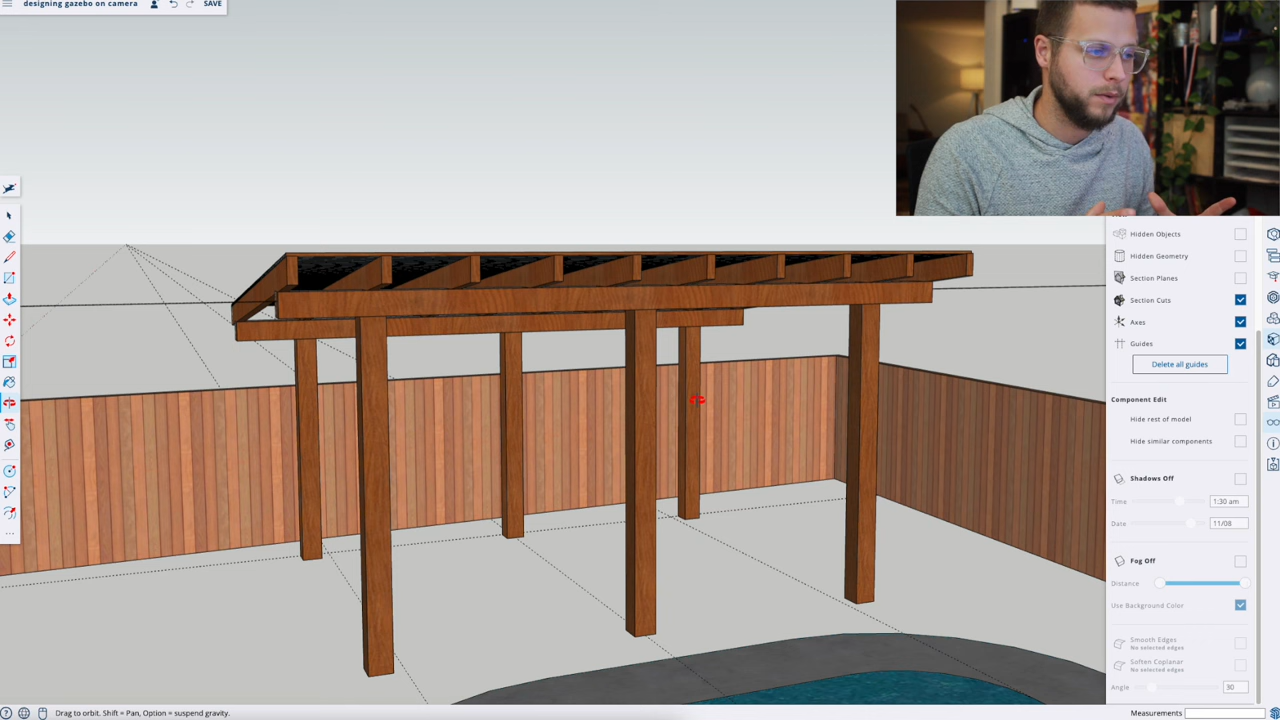 designing gazebo on camera
SAVE
Hidden Objects
Hidden Geometry
Section Planes
Section Cuts
Axes
Guides
Delete all guides
Component Edit
Hide rest of model
Hide similar components
Shadows Off
Time 1:30 am
Date 11/08
Fog Off
Distance
Use Background Color
Smooth Edges
No selected edges
Soften Coplanar
No selected edges
Angle 30
Drag to orbit. Shift = Pan, Option = suspend gravity.
Measurements